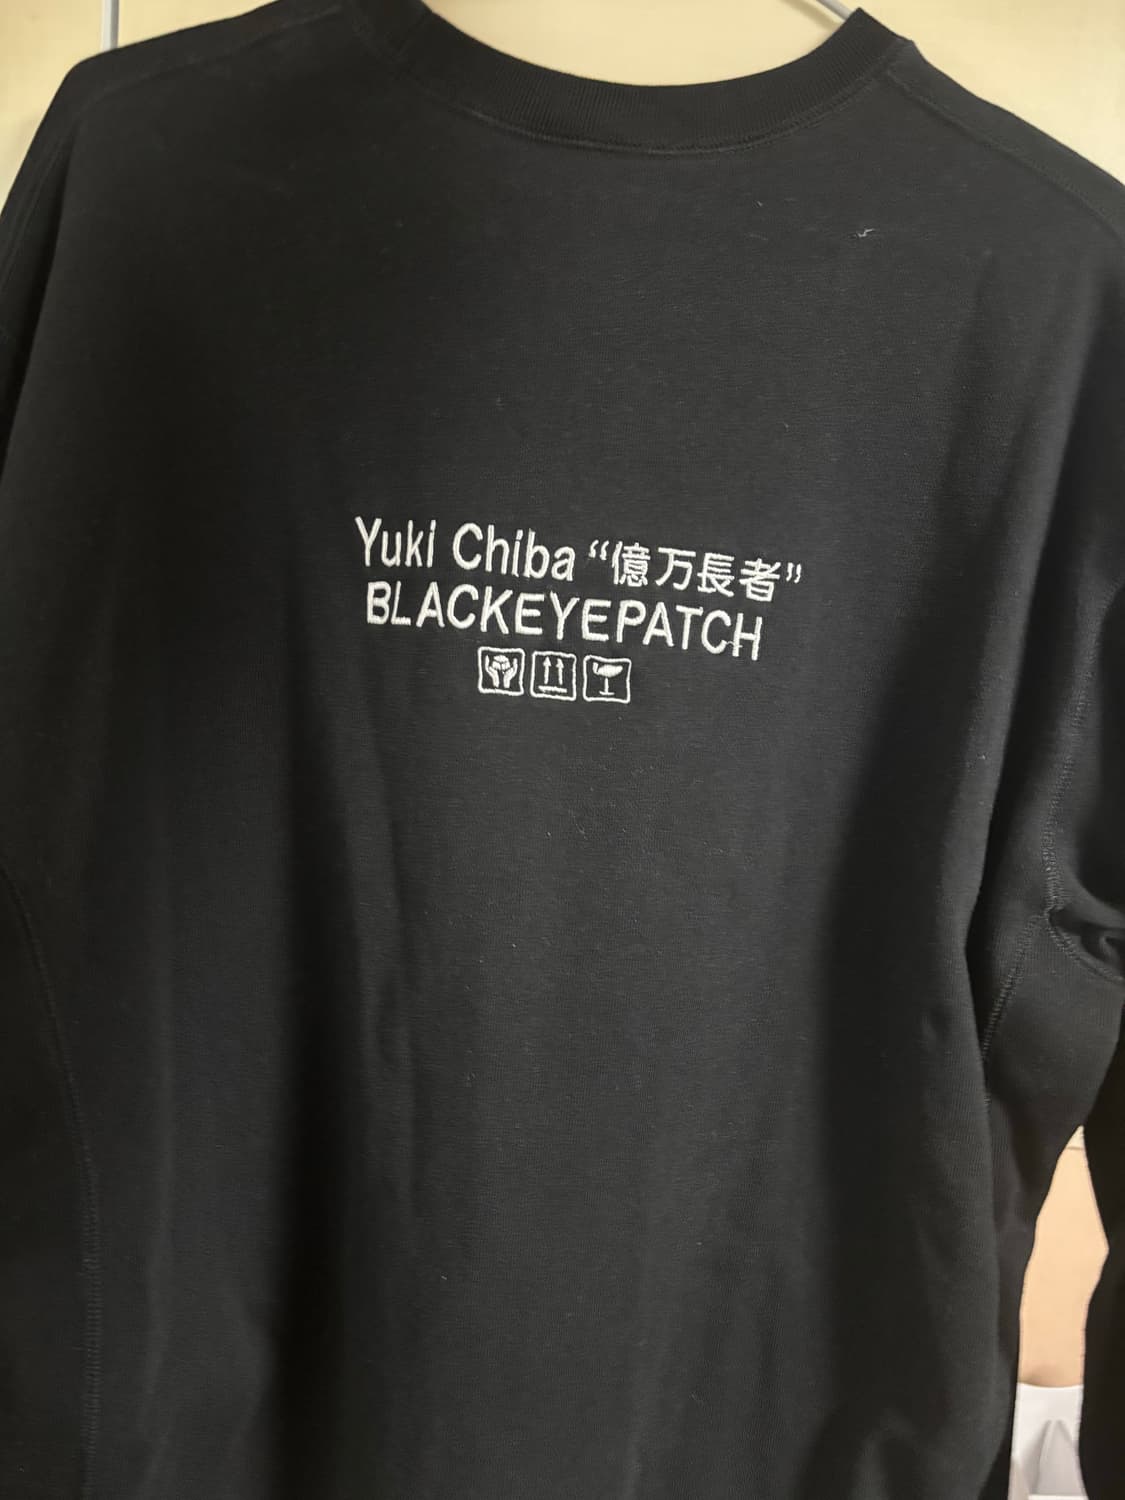 Yuki Chiba “億万長者”
BLACKEYEPATCH